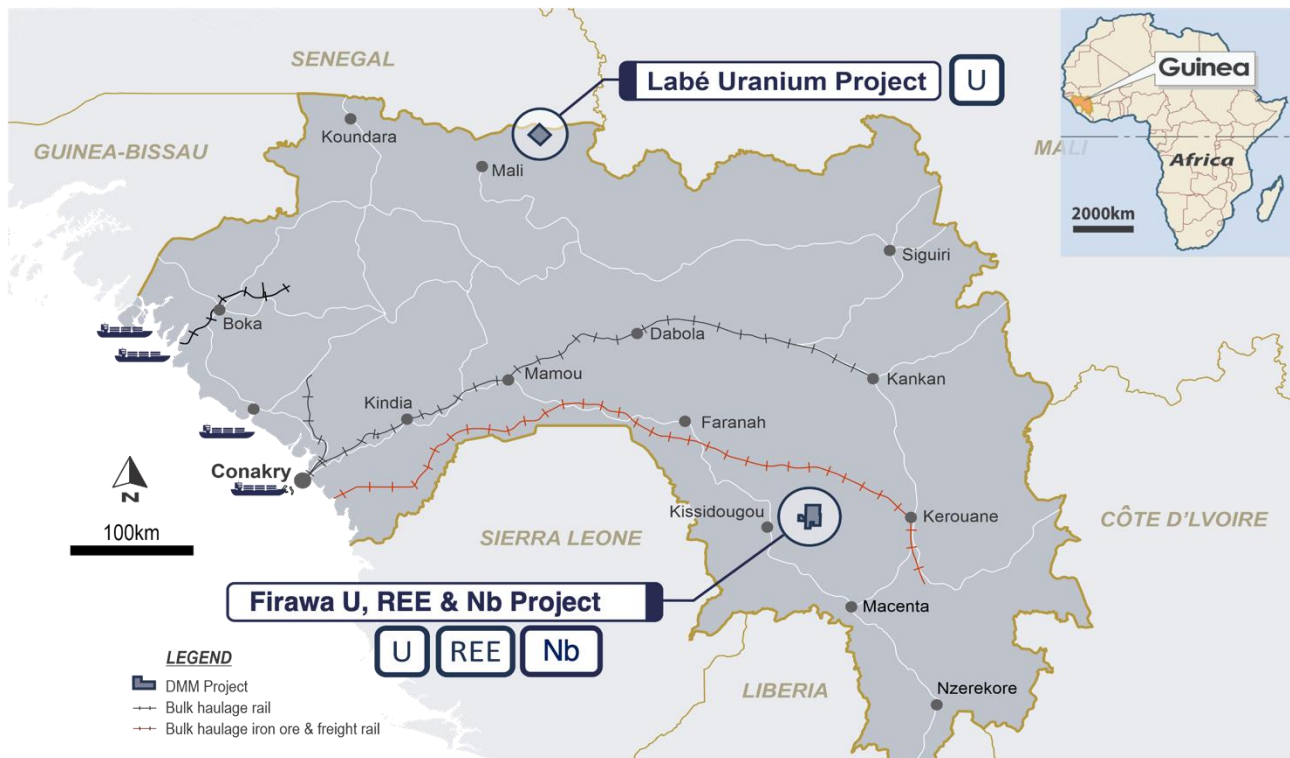 SENEGAL
Labé Uranium Project
U
Guinea
GUINEA-BISSAU
Koundara
Mali
MALI
Africa
2000km
Siguiri
Boka
Dabola
Mamou
Kankan
Kindia
Faranah
Conakry
N
100km
Kissidougou
Kerouane
SIERRA LEONE
CÔTE D'LVOIRE
Firawa U, REE & Nb Project
U
REE
Nb
Macenta
LIBERIA
Nzerekore
LEGEND
DMM Project
Bulk haulage rail
Bulk haulage iron ore & freight rail